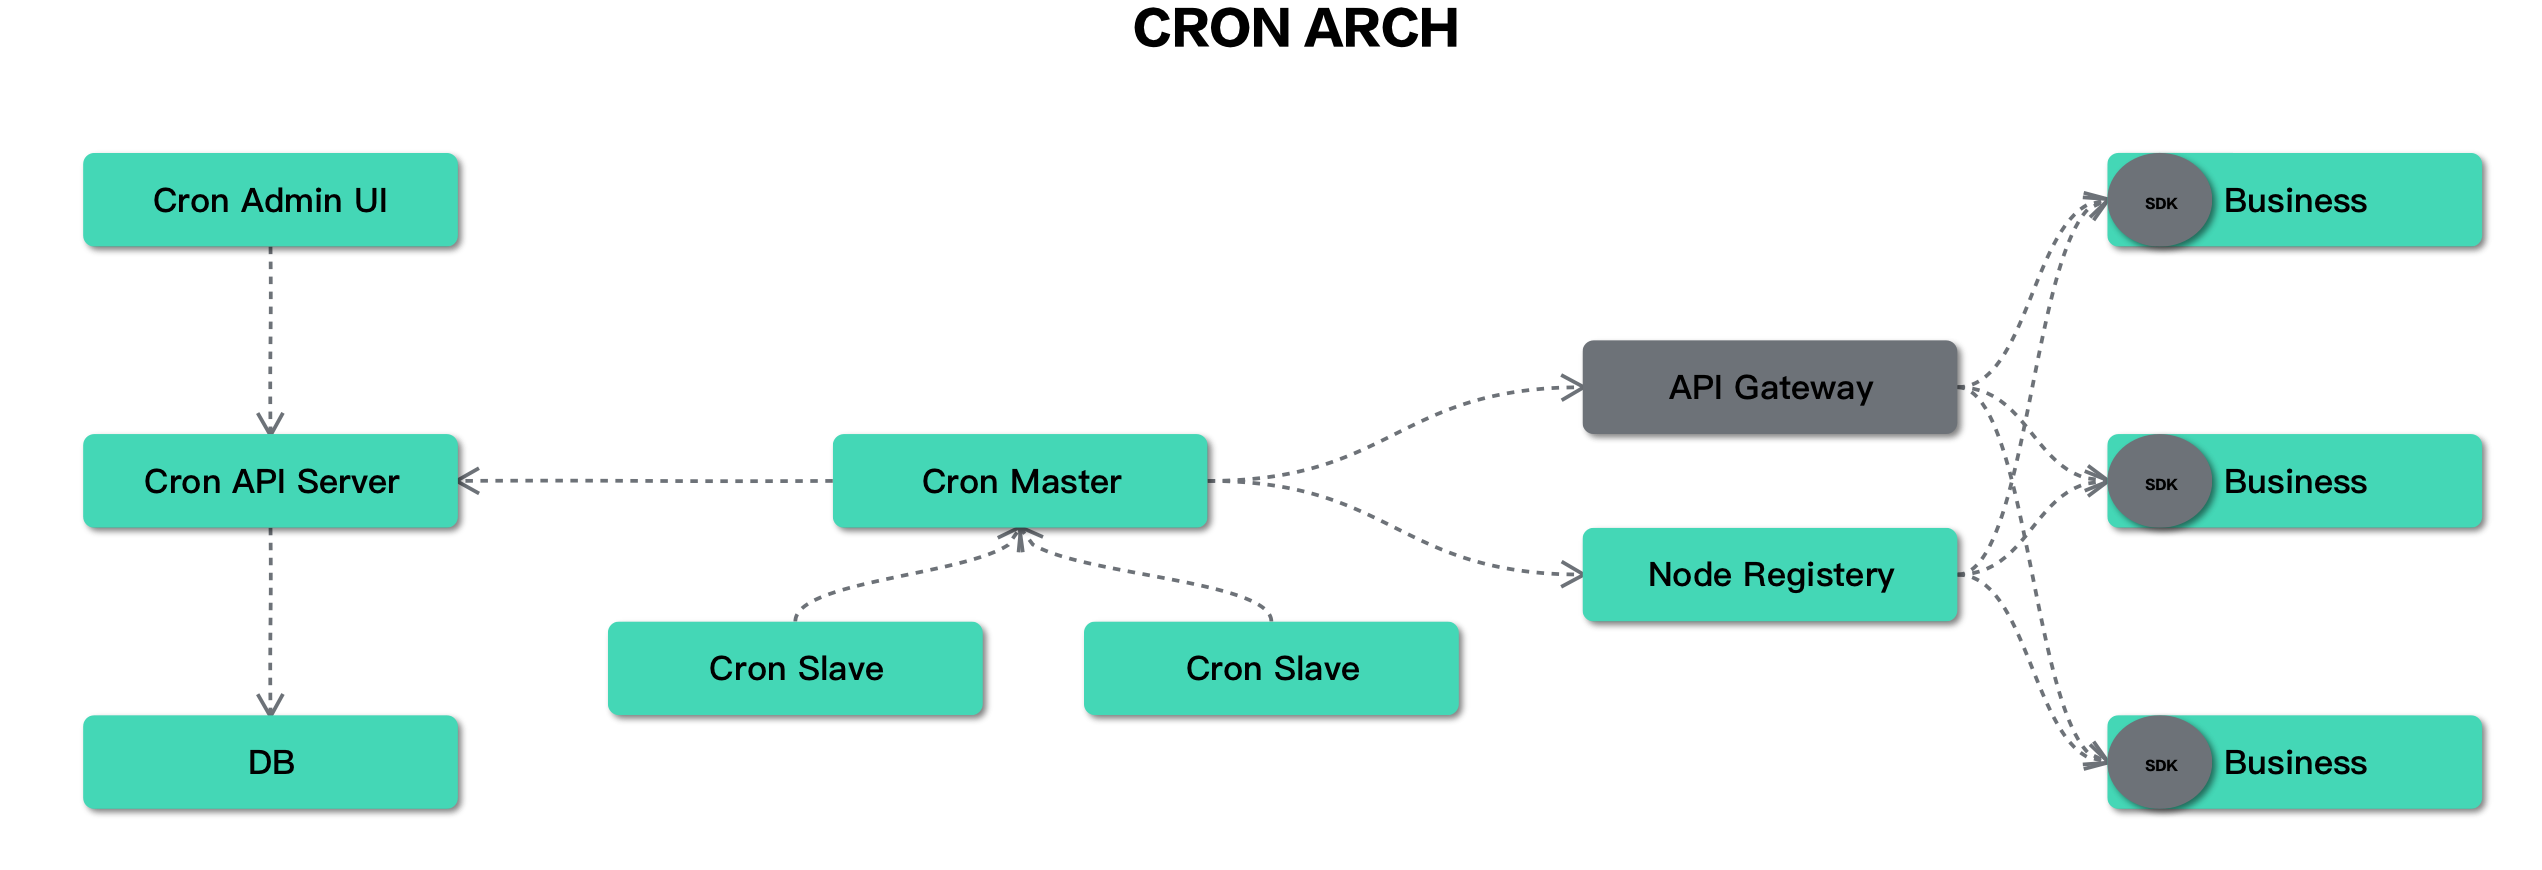 CRON ARCH
Cron Admin UI
SDK Business
API Gateway
Cron API Server
Cron Master
SDK Business
Node Registery
Cron Slave
Cron Slave
DB
SDK Business